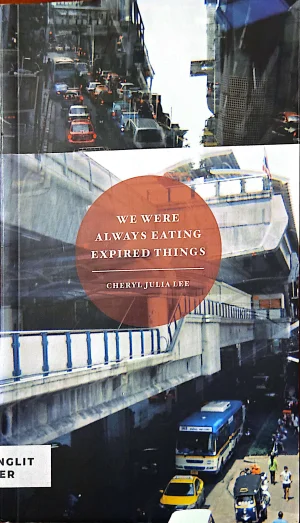 WE WERE
ALWAYS EATING
EXPIRED THINGS
CHERYL JULIA LEE
NGLIT
ER